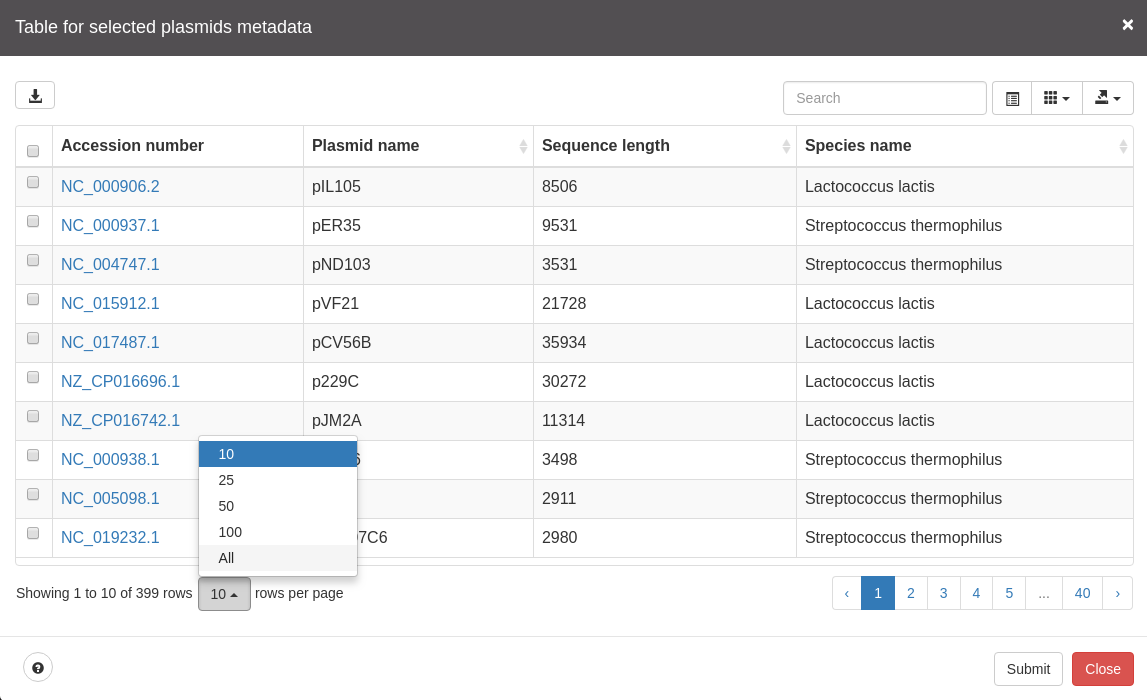 Table for selected plasmids metadata ×
Search
Accession number Plasmid name Sequence length Species name
NC_000906.2 pIL105 8506 Lactococcus lactis
NC_000937.1 pER35 9531 Streptococcus thermophilus
NC_004747.1 pND103 3531 Streptococcus thermophilus
NC_015912.1 pVF21 21728 Lactococcus lactis
NC_017487.1 pCV56B 35934 Lactococcus lactis
NZ_CP016696.1 p229C 30272 Lactococcus lactis
NZ_CP016742.1 pJM2A 11314 Lactococcus lactis
NC_000938.1 3498 Streptococcus thermophilus
NC_005098.1 2911 Streptococcus thermophilus
NC_019232.1 7C6 2980 Streptococcus thermophilus
10
25
50
100
All
Showing 1 to 10 of 399 rows 10 rows per page ‹ 1 2 3 4 5 ... 40 ›
? Submit Close